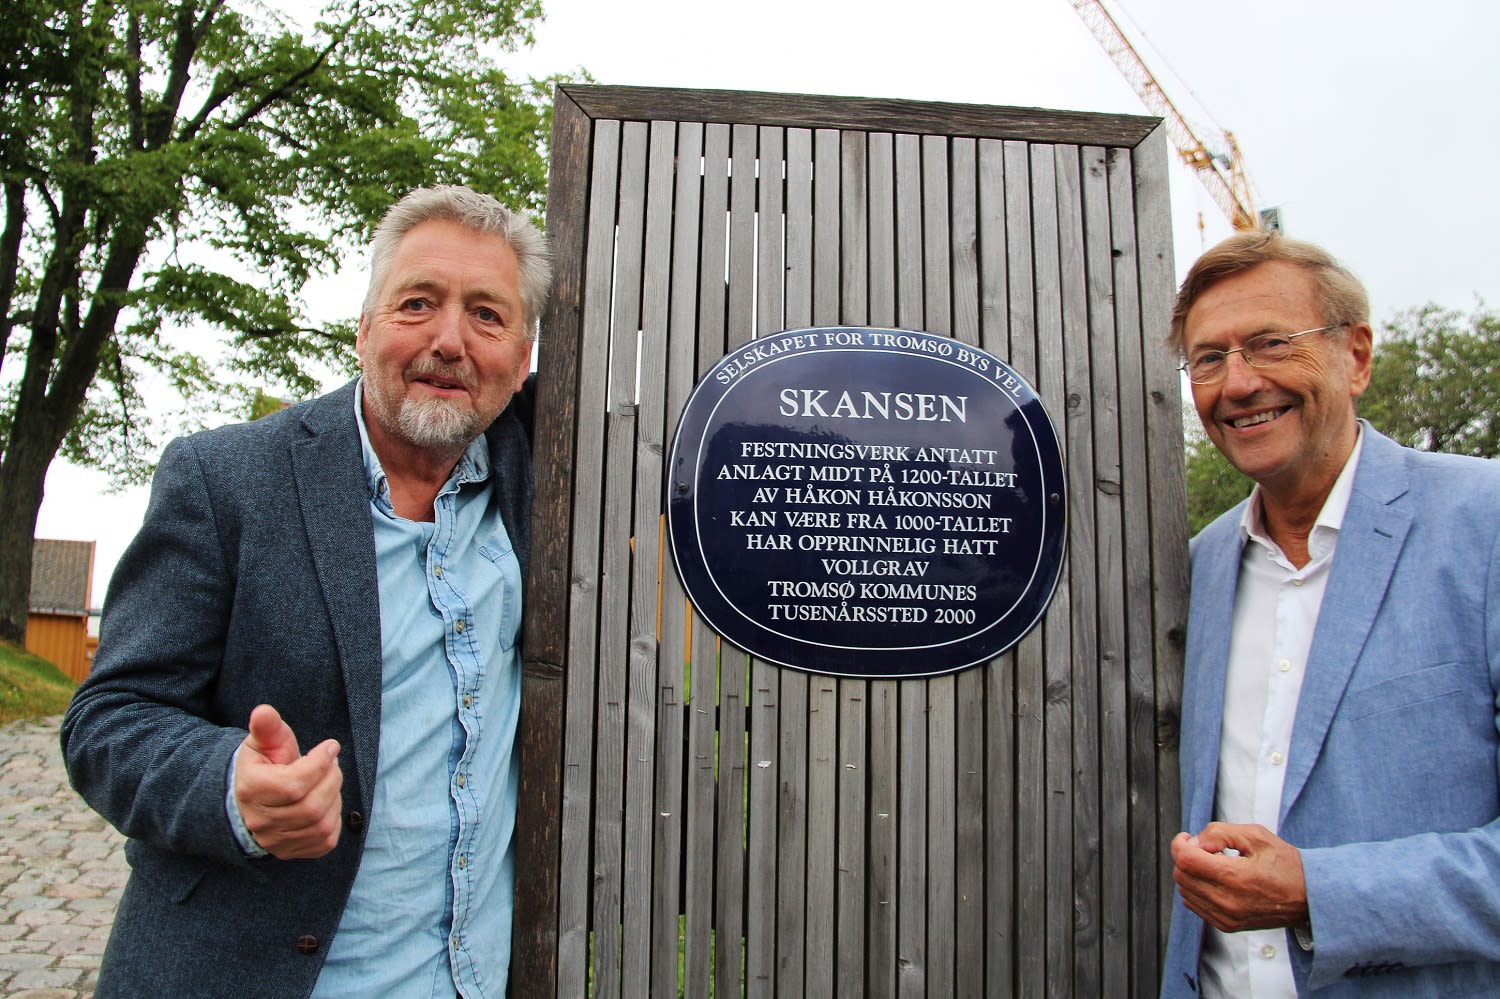 SELSKAPET FOR TROMSØ BYS VEL
SKANSEN
FESTNINGSVERK ANTATT
ANLAGT MIDT PÅ 1200-TALLET
AV HÅKON HÅKONSSON
KAN VÆRE FRA 1000-TALLET
HAR OPPRINNELIG HATT
VOLLGRAV
TROMSØ KOMMUNES
TUSENÅRSSTED 2000